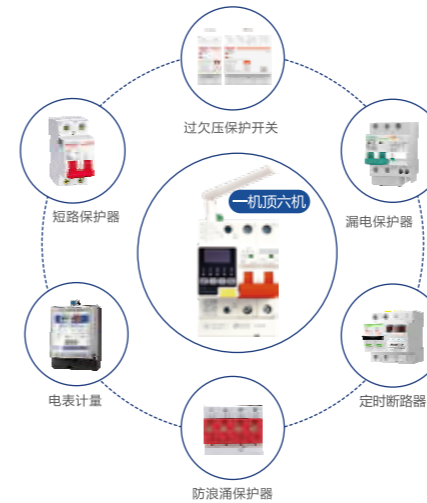 过欠压保护开关
一机顶六机
短路保护器
漏电保护器
电表计量
定时断路器
防浪涌保护器